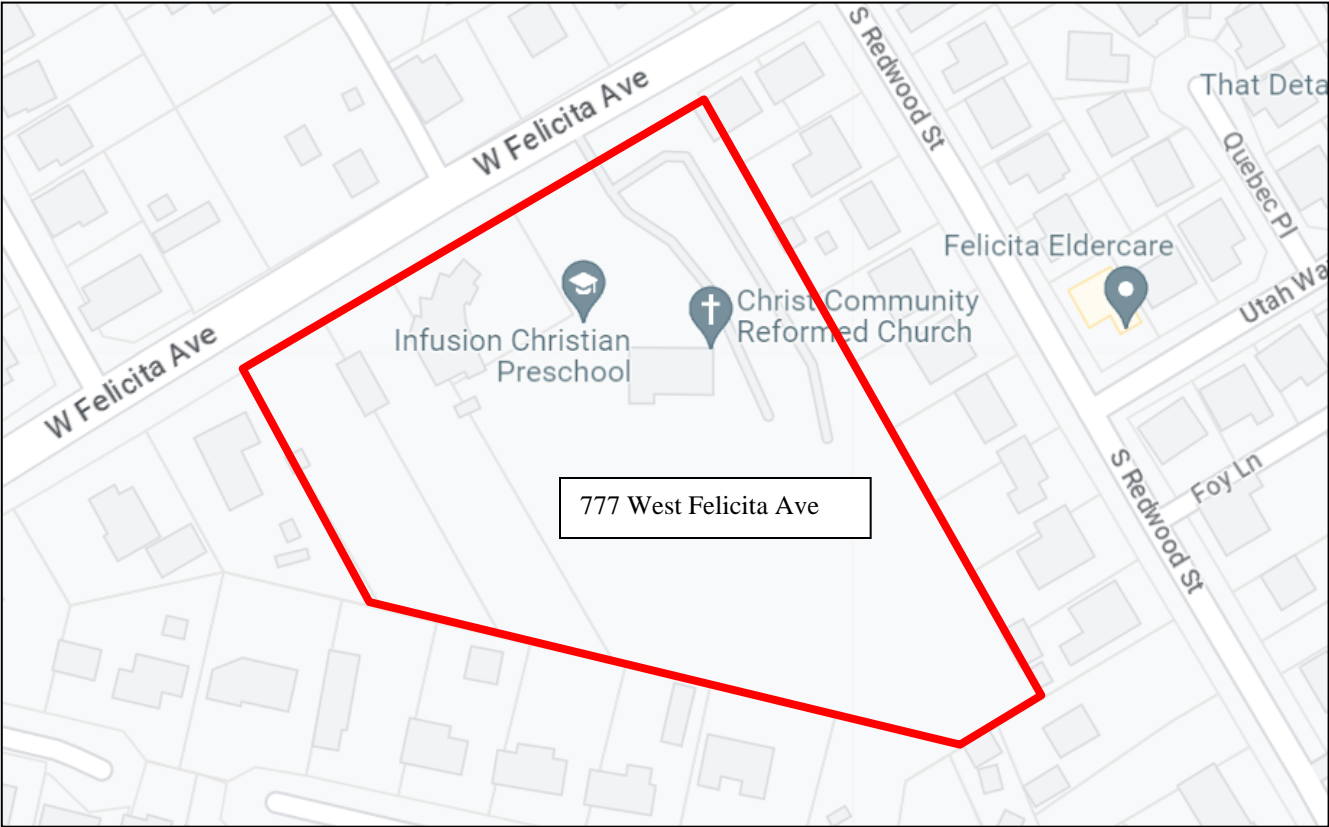 S Redwood St
That Deta
W Felicita Ave
Quebec Pl
Felicita Eldercare
Utah Wa
Christ Community
Reformed Church
Infusion Christian
Preschool
W Felicita Ave
S Redwood St
Foy Ln
777 West Felicita Ave